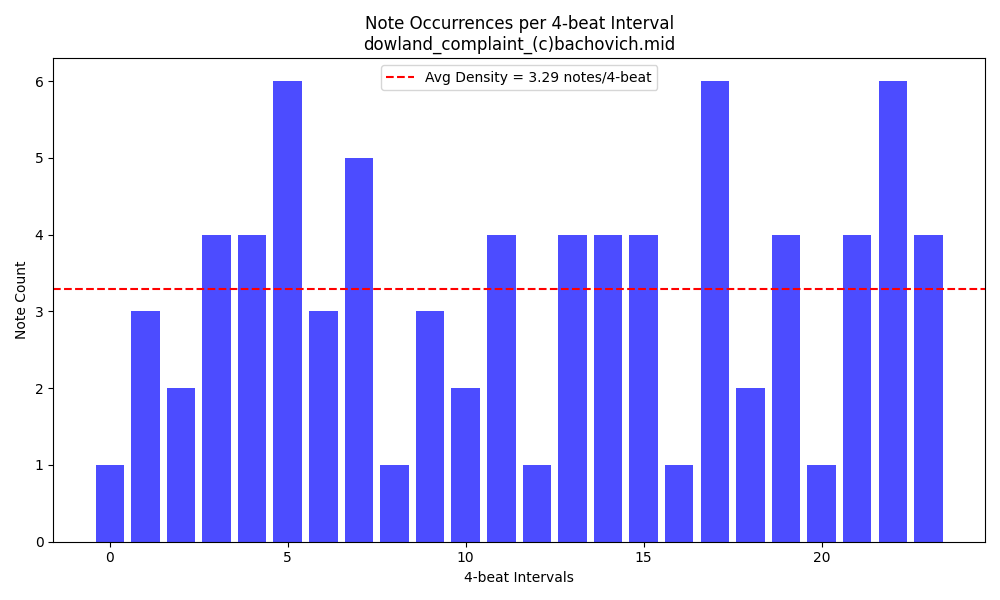 Note Occurrences per 4-beat Interval
dowland_complaint_(c)bachovich.mid
Avg Density = 3.29 notes/4-beat
6
5
4
3
2
1
0
Note Count
0 5 10 15 20
4-beat Intervals